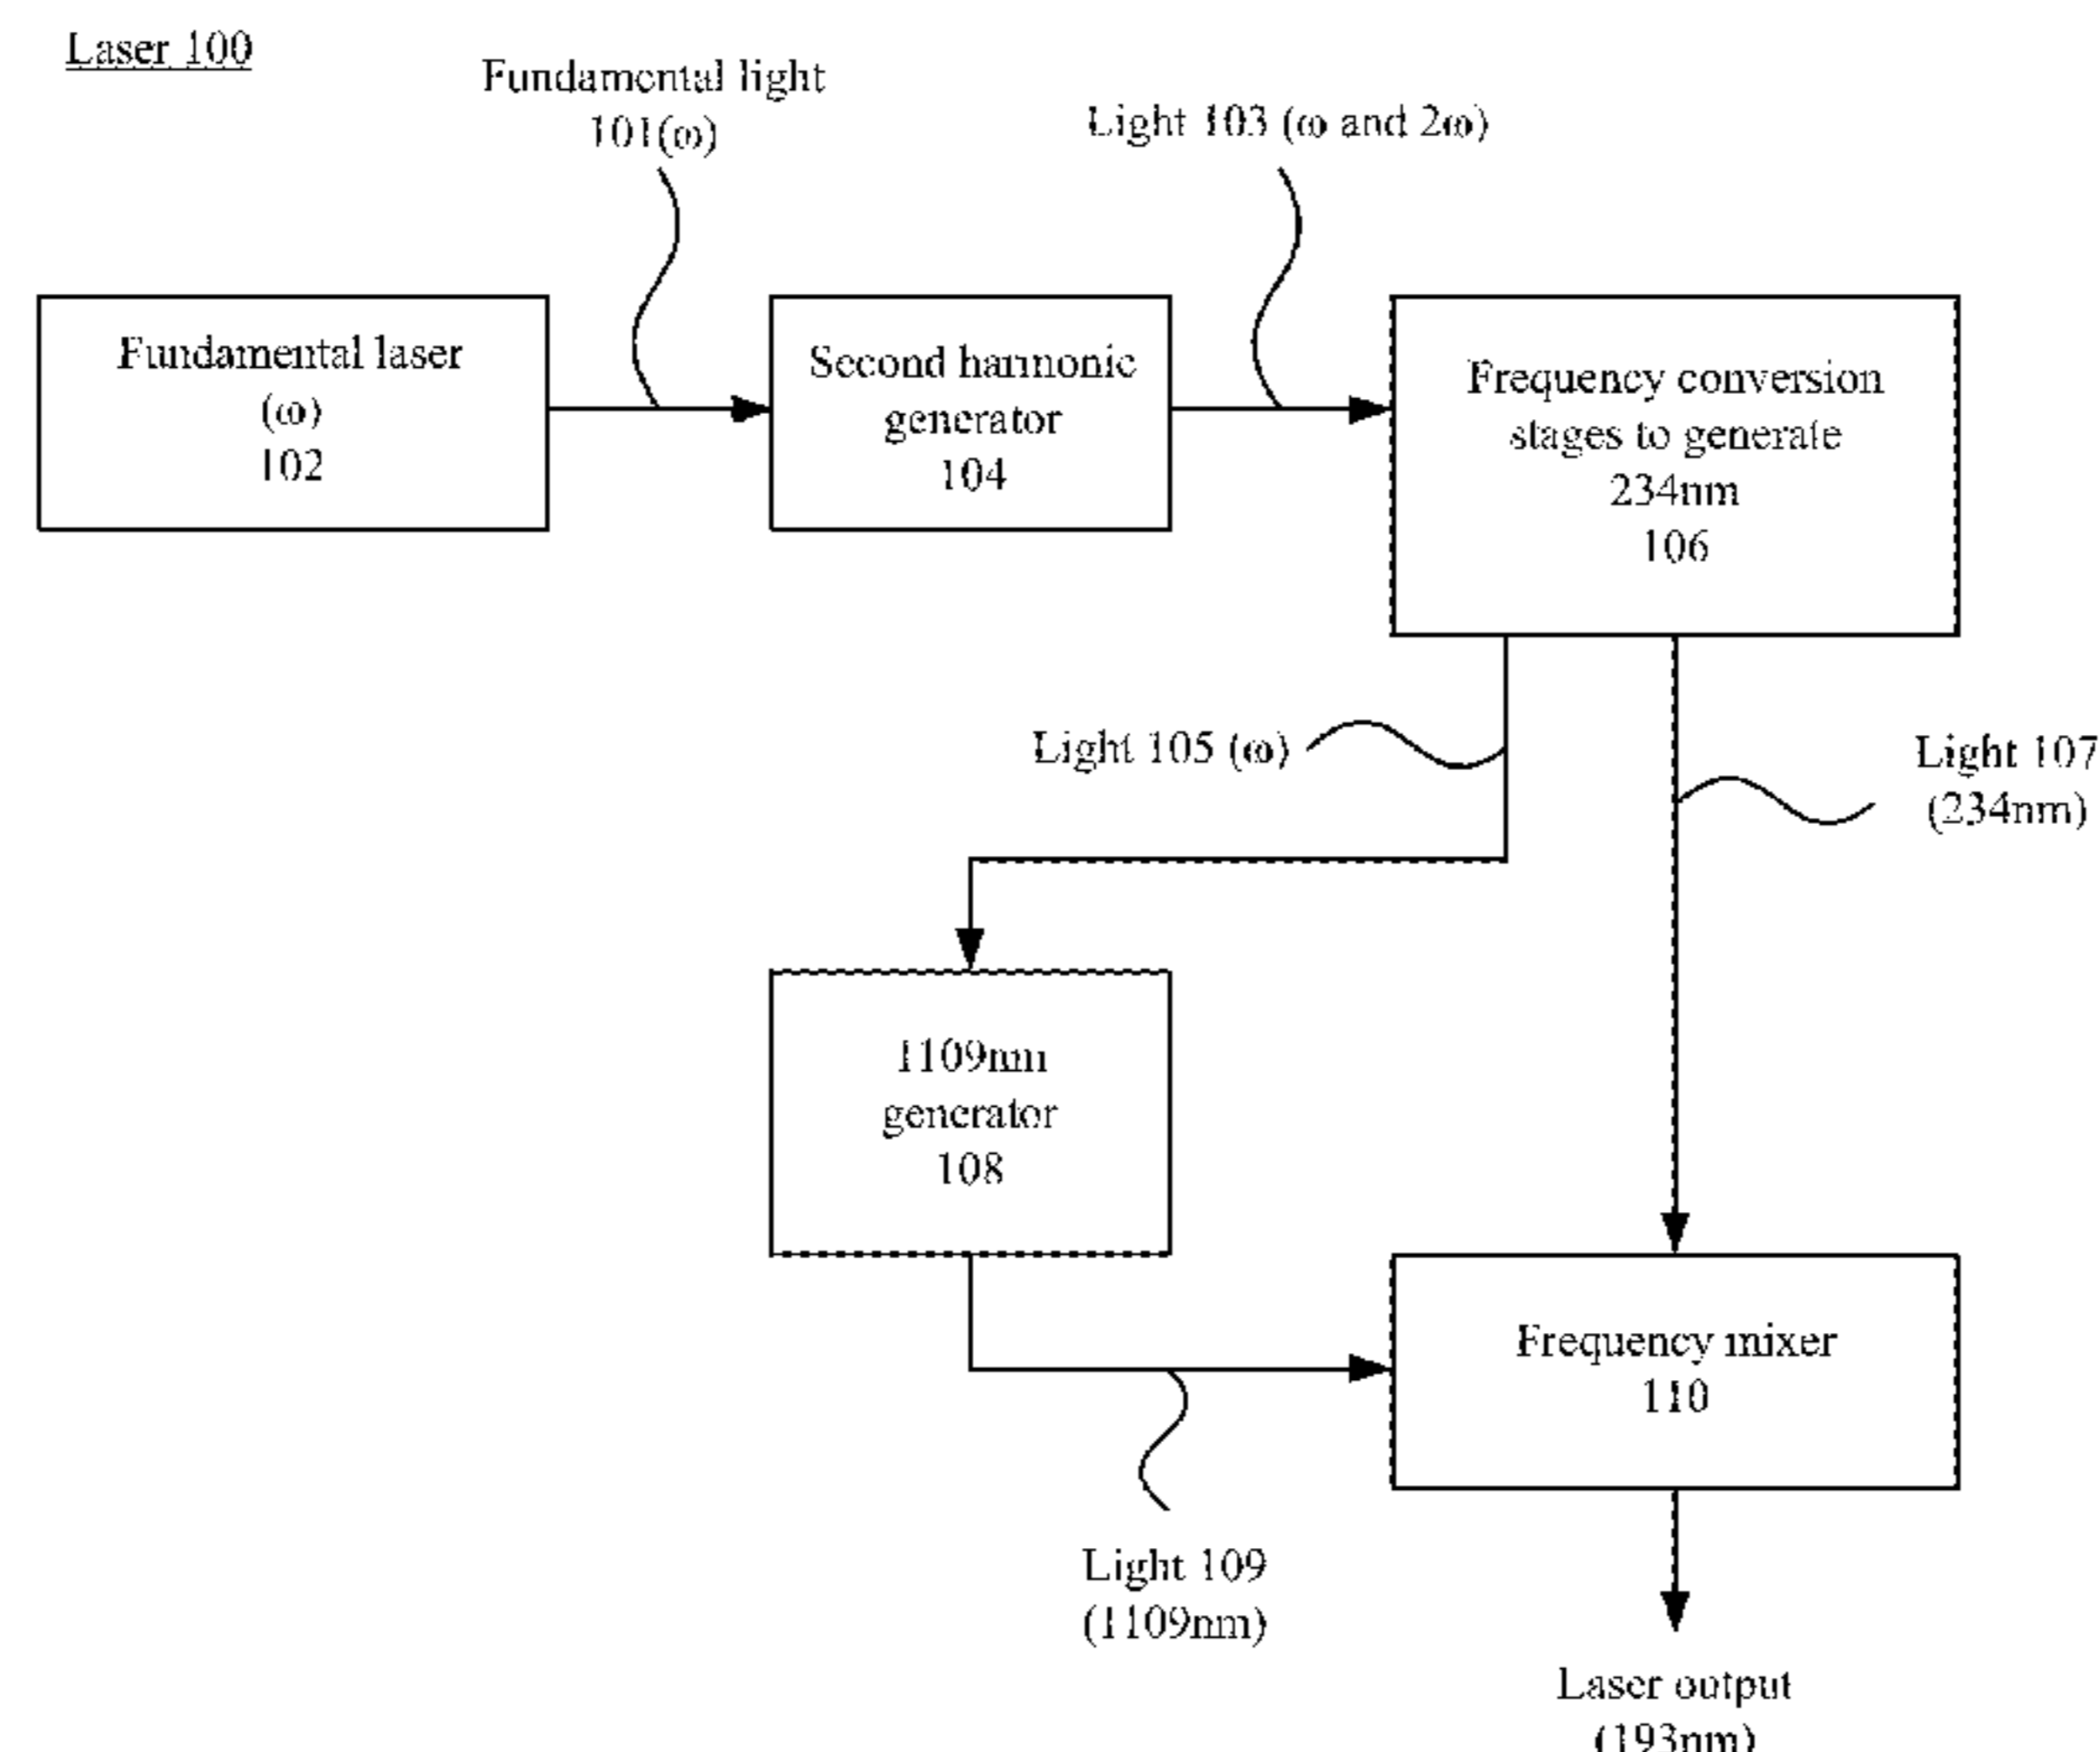 Laser 100
Fundamental light
101(ω)
Light 103 (ω and 2ω)
Fundamental laser
(ω)
102
Second harmonic
generator
104
Frequency conversion
stages to generate
234nm
106
Light 105 (ω)
Light 107
(234nm)
1109nm
generator
108
Frequency mixer
110
Light 109
(1109nm)
Laser output
(193nm)